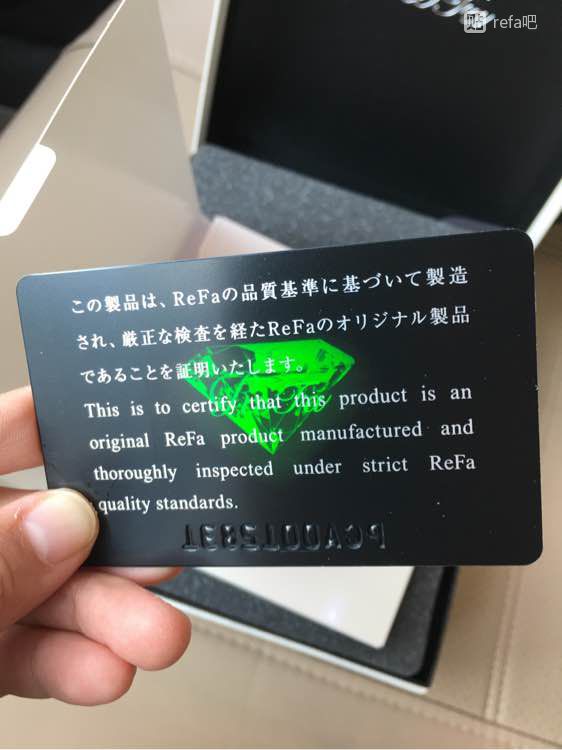 贴 refa吧
この製品は、ReFaの品質基準に基づいて製造
され、厳正な検査を経たReFaのオリジナル製品
であることを証明いたします。
This is to certify that this product is an
original ReFa product manufactured and
thoroughly inspected under strict ReFa
quality standards.